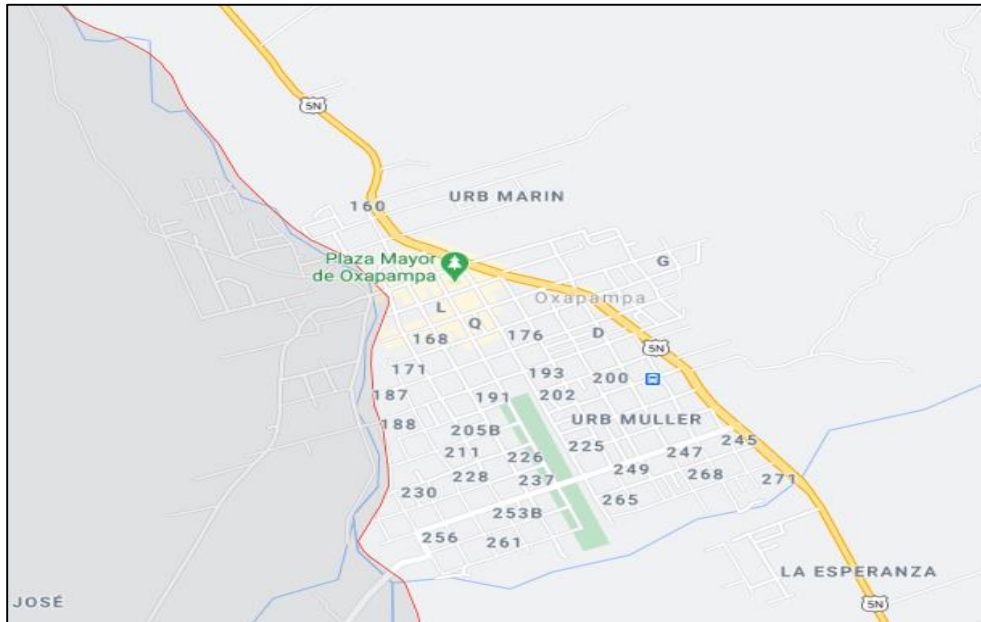 5N
160
URB MARIN
Plaza Mayor
de Oxapampa
G
Oxapampa
L
Q
168
176
D
5N
171
193
200
187
191
202
188
205B
URB MULLER
211
226
225
245
228
237
249
247
268
271
230
253B
265
256
261
LA ESPERANZA
JOSÉ
5N